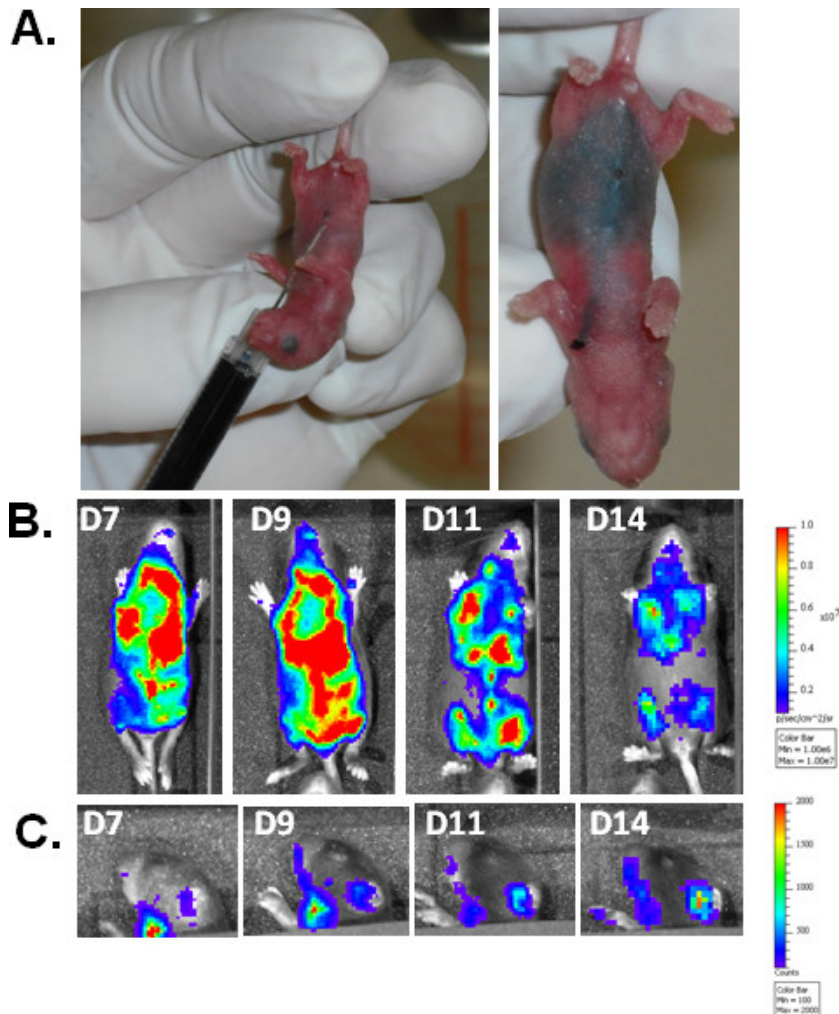 A.
B.
D7
D9
D11
D14
1.0
0.8
0.6
x10^7
0.4
0.2
p/sec/cm^2/sr
Color Bar
Min = 1.00e6
Max = 1.00e7
C.
D7
D9
D11
D14
2000
1500
1000
500
Counts
Color Bar
Min = 100
Max = 2000